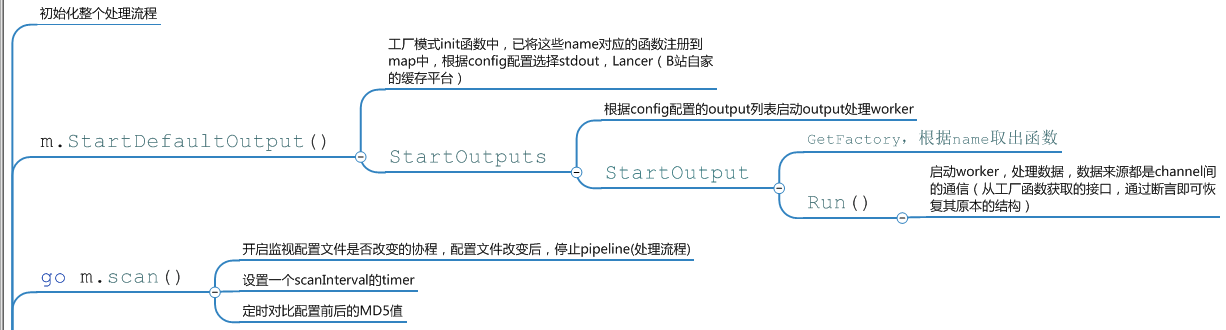 初始化整个处理流程
工厂模式init函数中，已将这些name对应的函数注册到
map中，根据config配置选择stdout，Lancer（B站自家
的缓存平台）
m.StartDefaultOutput()
根据config配置的output列表启动output处理worker
StartOutputs
GetFactory，根据name取出函数
StartOutput
启动worker，处理数据，数据来源都是channel间
的通信（从工厂函数获取的接口，通过断言即可恢
复其原本的结构）
Run()
开启监视配置文件是否改变的协程，配置文件改变后，停止pipeline(处理流程)
go m.scan()
设置一个scanInterval的timer
定时对比配置前后的MD5值